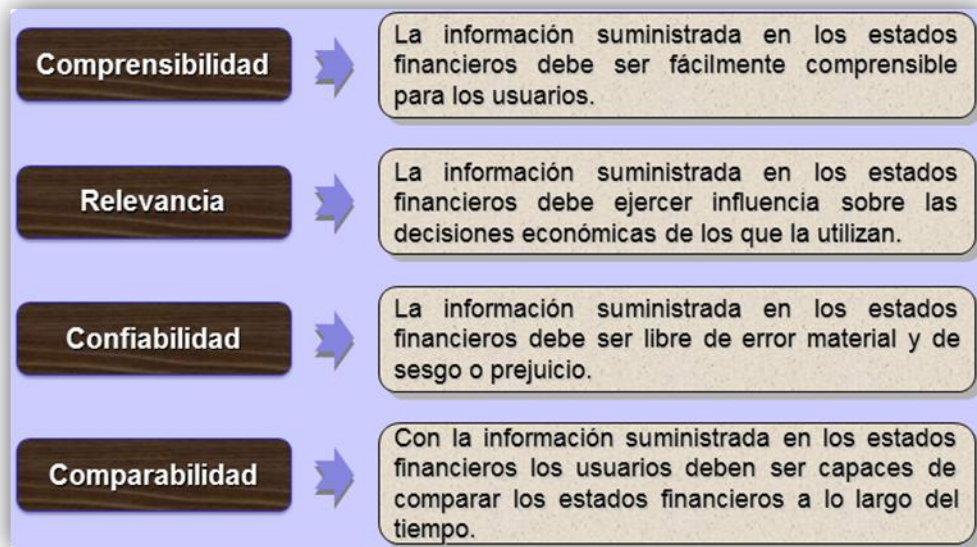 Comprensibilidad
La información suministrada en los estados
financieros debe ser fácilmente comprensible
para los usuarios.
Relevancia
La información suministrada en los estados
financieros debe ejercer influencia sobre las
decisiones económicas de los que la utilizan.
Confiabilidad
La información suministrada en los estados
financieros debe ser libre de error material y de
sesgo o prejuicio.
Comparabilidad
Con la información suministrada en los estados
financieros los usuarios deben ser capaces de
comparar los estados financieros a lo largo del
tiempo.